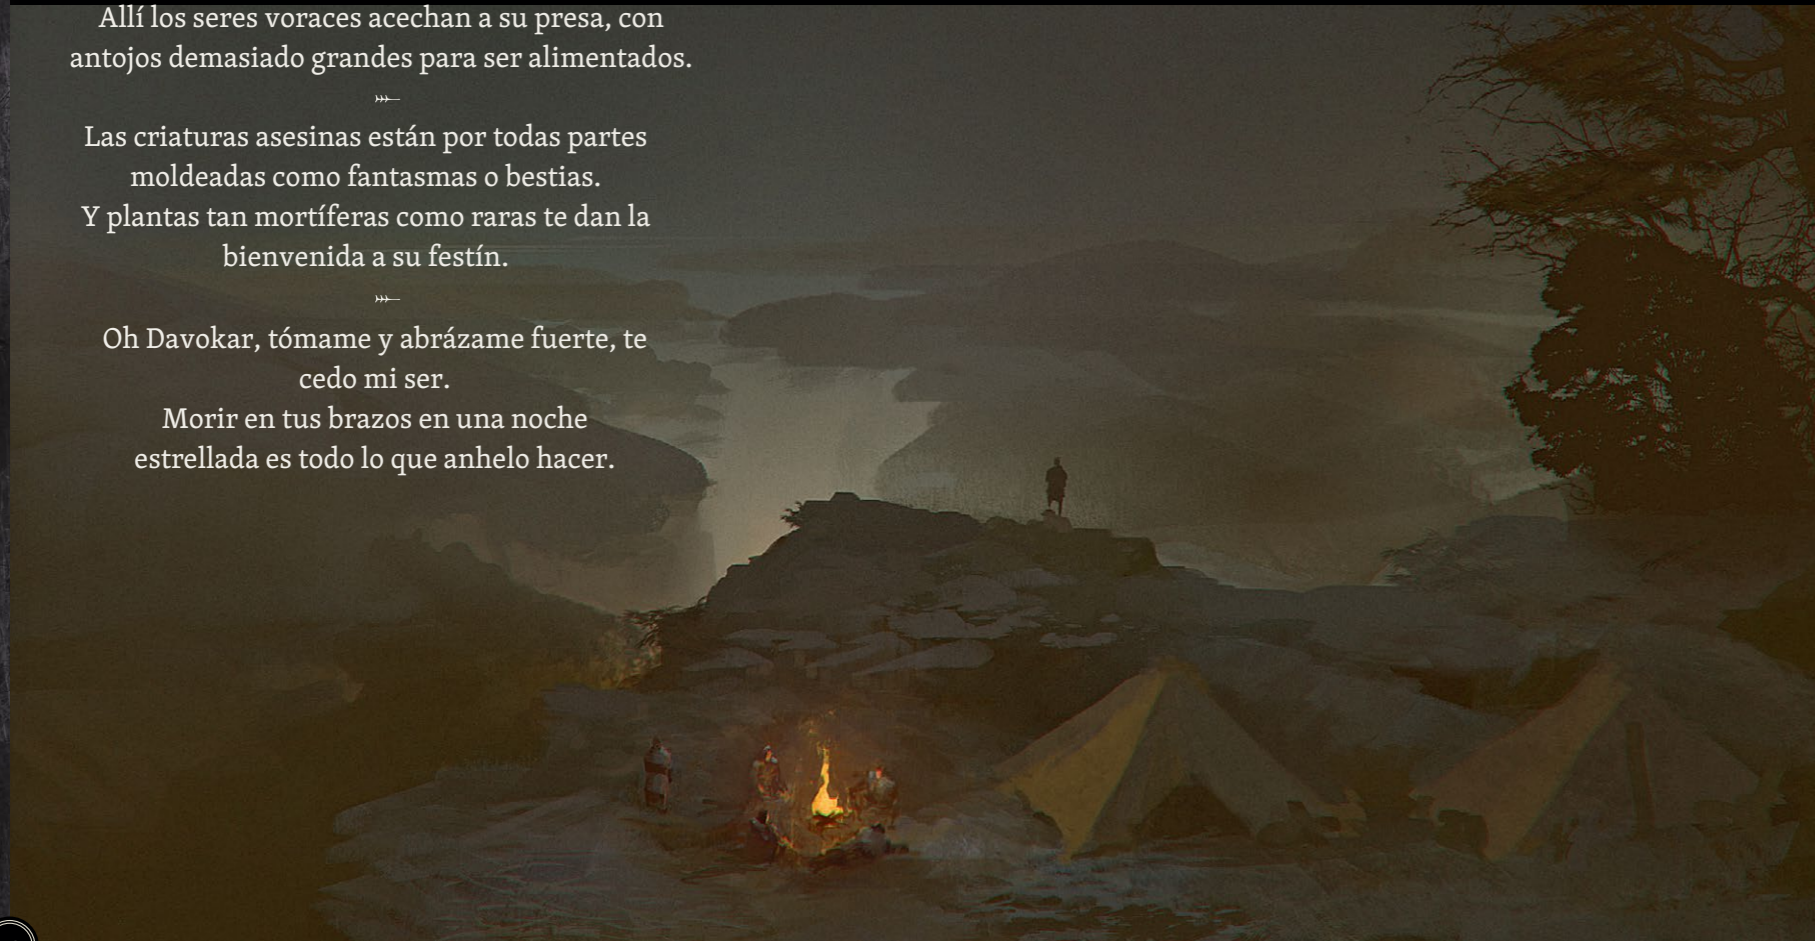 Allí los seres voraces acechan a su presa, con
antojos demasiado grandes para ser alimentados.
Las criaturas asesinas están por todas partes
moldeadas como fantasmas o bestias.
Y plantas tan mortíferas como raras te dan la
bienvenida a su festín.
Oh Davokar, tómame y abrázame fuerte, te
cedo mi ser.
Morir en tus brazos en una noche
estrellada es todo lo que anhelo hacer.